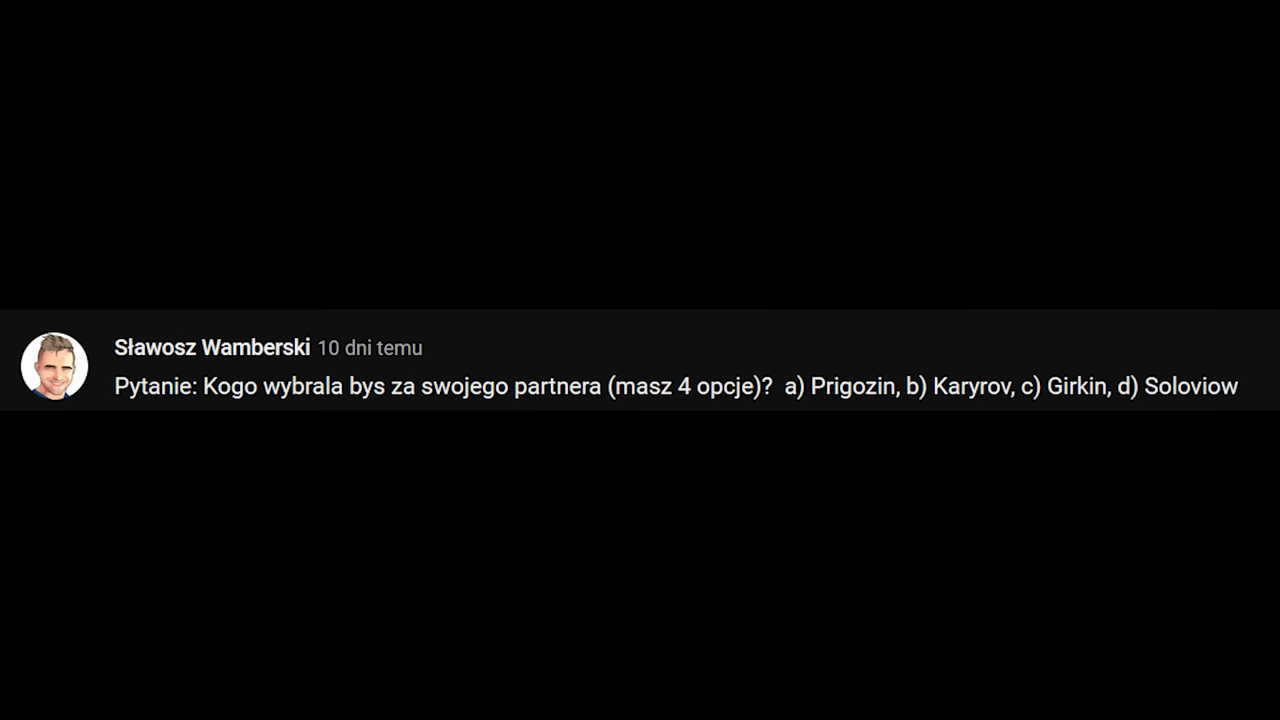 Sławosz Wamberski 10 dni temu
Pytanie: Kogo wybrala bys za swojego partnera (masz 4 opcje)? a) Prigozin, b) Karyrov, c) Girkin, d) Soloviow